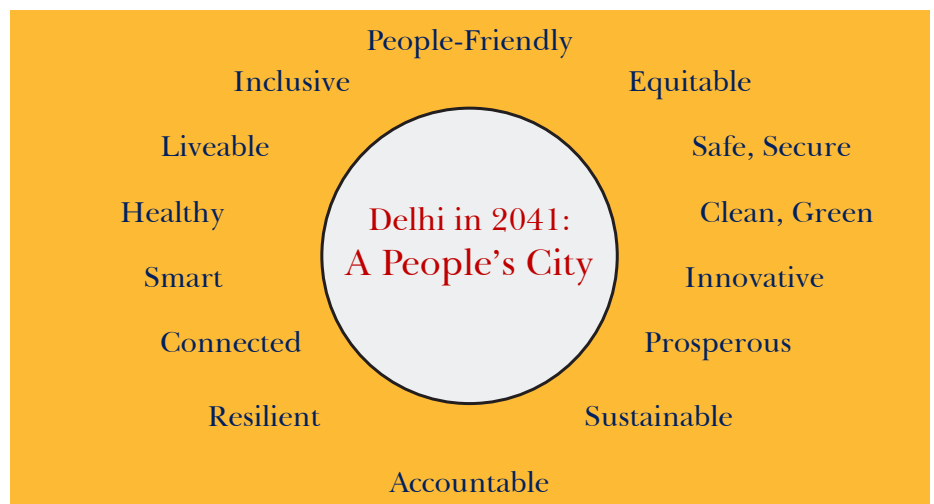 People-Friendly
Inclusive
Equitable
Liveable
Safe, Secure
Healthy
Clean, Green
Delhi in 2041:
A People’s City
Smart
Innovative
Connected
Prosperous
Resilient
Sustainable
Accountable